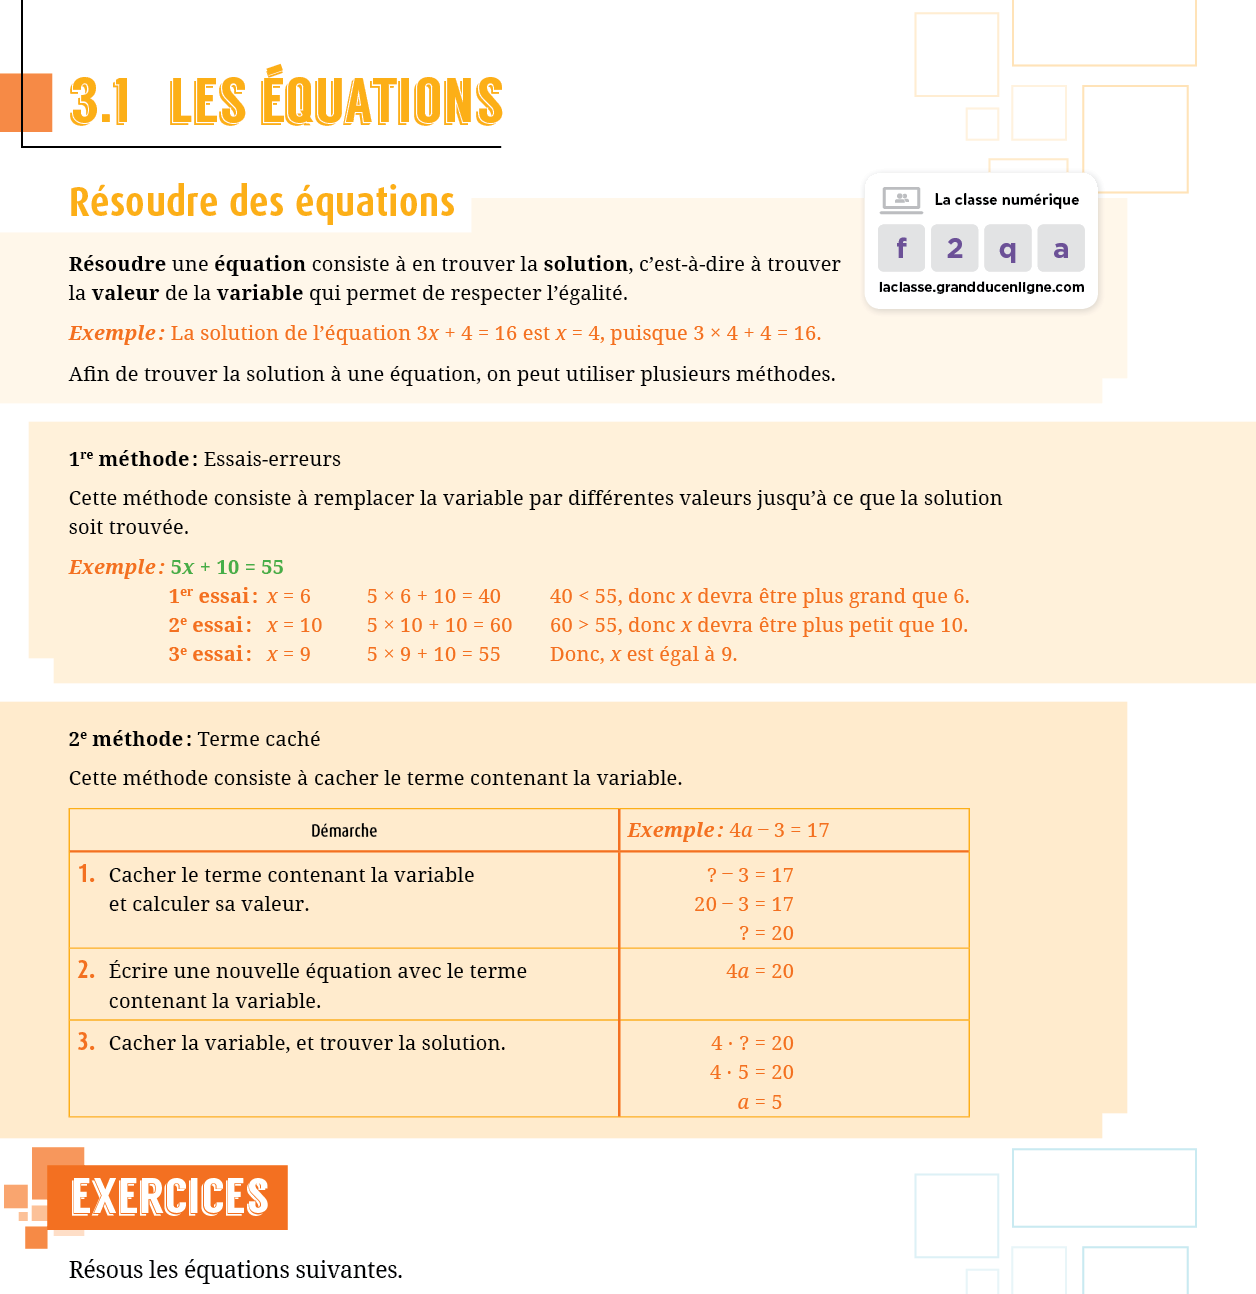 3.1 LES ÉQUATIONS
Résoudre des équations
La classe numérique
f 2 q a
laclasse.grandducenligne.com
Résoudre une équation consiste à en trouver la solution, c’est-à-dire à trouver
la valeur de la variable qui permet de respecter l’égalité.
Exemple : La solution de l’équation 3x + 4 = 16 est x = 4, puisque 3 × 4 + 4 = 16.
Afin de trouver la solution à une équation, on peut utiliser plusieurs méthodes.
1re méthode : Essais-erreurs
Cette méthode consiste à remplacer la variable par différentes valeurs jusqu’à ce que la solution
soit trouvée.
Exemple : 5x + 10 = 55
1er essai : x = 6 5 × 6 + 10 = 40 40 < 55, donc x devra être plus grand que 6.
2e essai : x = 10 5 × 10 + 10 = 60 60 > 55, donc x devra être plus petit que 10.
3e essai : x = 9 5 × 9 + 10 = 55 Donc, x est égal à 9.
2e méthode : Terme caché
Cette méthode consiste à cacher le terme contenant la variable.
Démarche Exemple : 4a – 3 = 17
1. Cacher le terme contenant la variable ? – 3 = 17
et calculer sa valeur. 20 – 3 = 17
? = 20
2. Écrire une nouvelle équation avec le terme 4a = 20
contenant la variable.
3. Cacher la variable, et trouver la solution. 4 · ? = 20
4 · 5 = 20
a = 5
EXERCICES
Résous les équations suivantes.